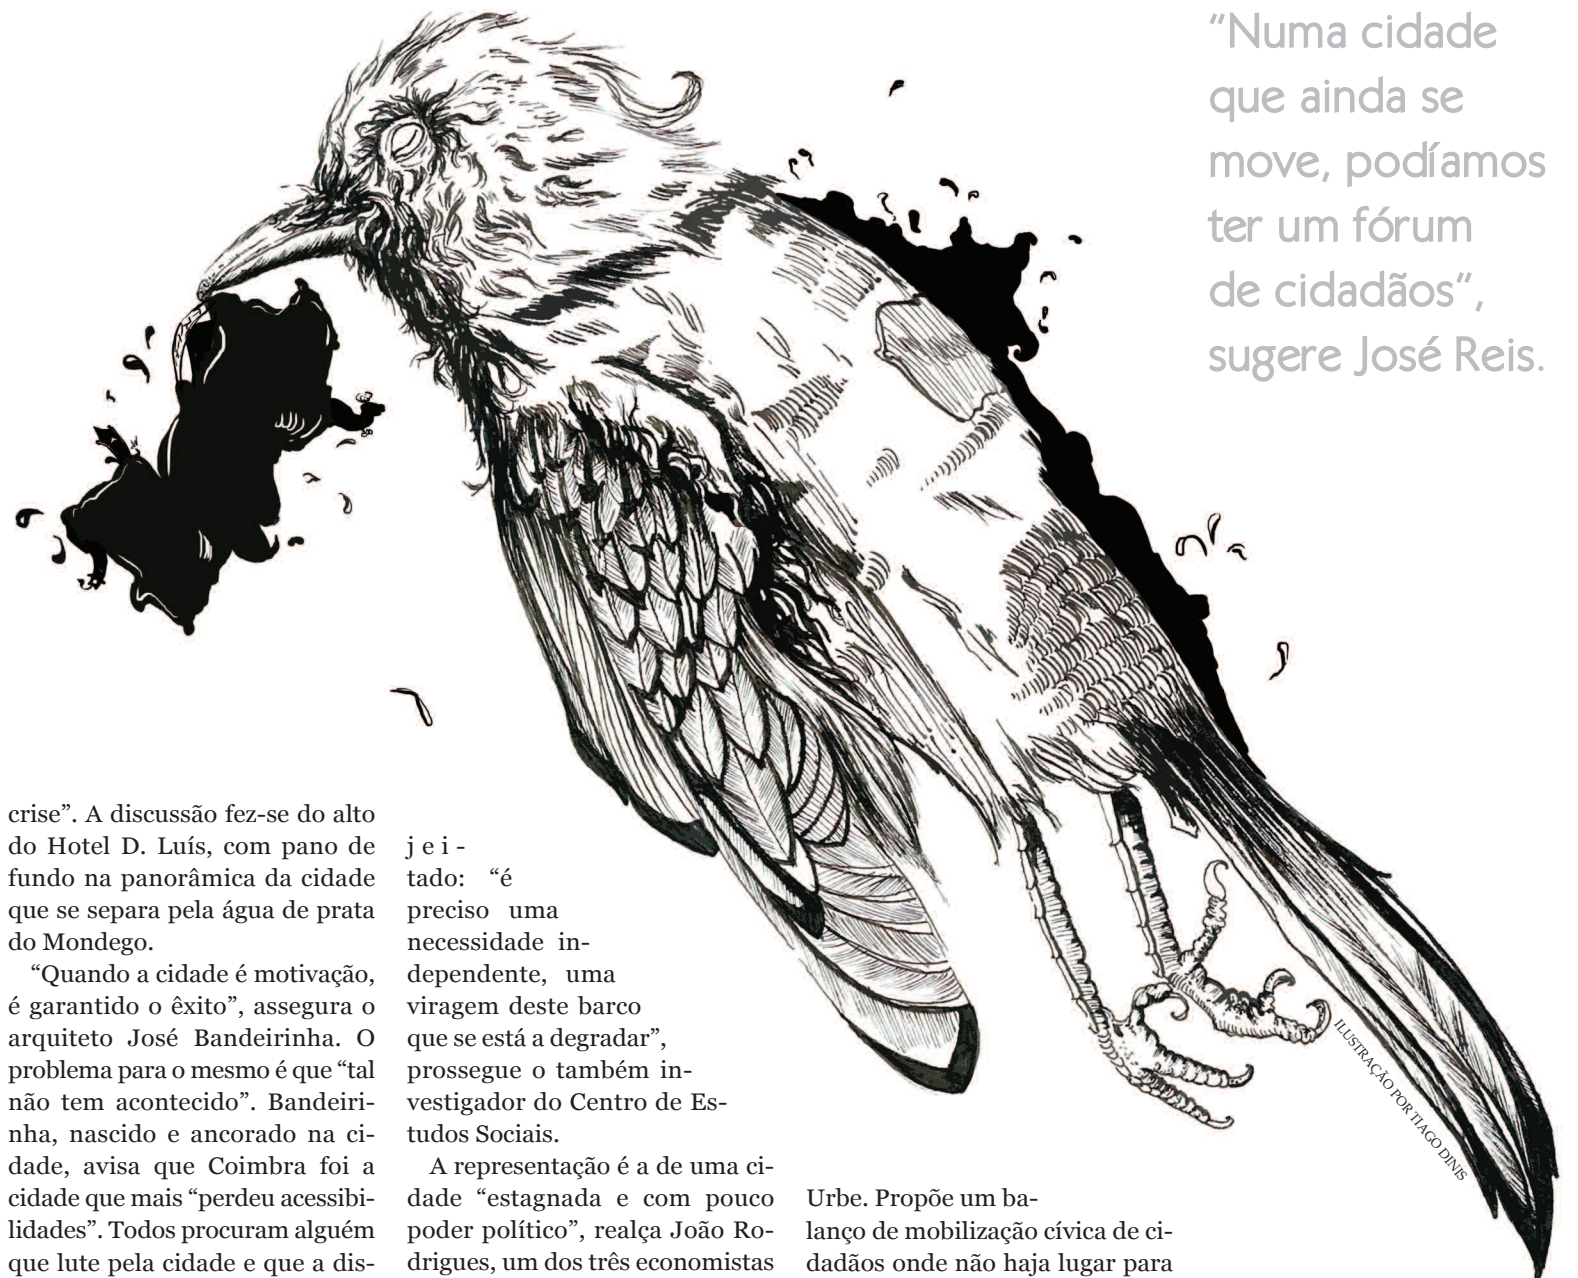 “Numa cidade
que ainda se
move, podíamos
ter um fórum
de cidadãos“,
sugere José Reis.
crise”. A discussão fez-se do alto
do Hotel D. Luís, com pano de
fundo na panorâmica da cidade
que se separa pela água de prata
do Mondego.
“Quando a cidade é motivação,
é garantido o êxito”, assegura o
arquiteto José Bandeirinha. O
problema para o mesmo é que “tal
não tem acontecido”. Bandeiri-
nha, nascido e ancorado na ci-
dade, avisa que Coimbra foi a
cidade que mais “perdeu acessibi-
lidades”. Todos procuram alguém
que lute pela cidade e que a dis-
j e i -
tado: “é
preciso uma
necessidade in-
dependente, uma
viragem deste barco
que se está a degradar”,
prossegue o também in-
vestigador do Centro de Es-
tudos Sociais.
A representação é a de uma ci-
dade “estagnada e com pouco
poder político”, realça João Ro-
drigues, um dos três economistas
Urbe. Propõe um ba-
lanço de mobilização cívica de ci-
dadãos onde não haja lugar para
ILUSTRAÇÃO POR TIAGO DINIS